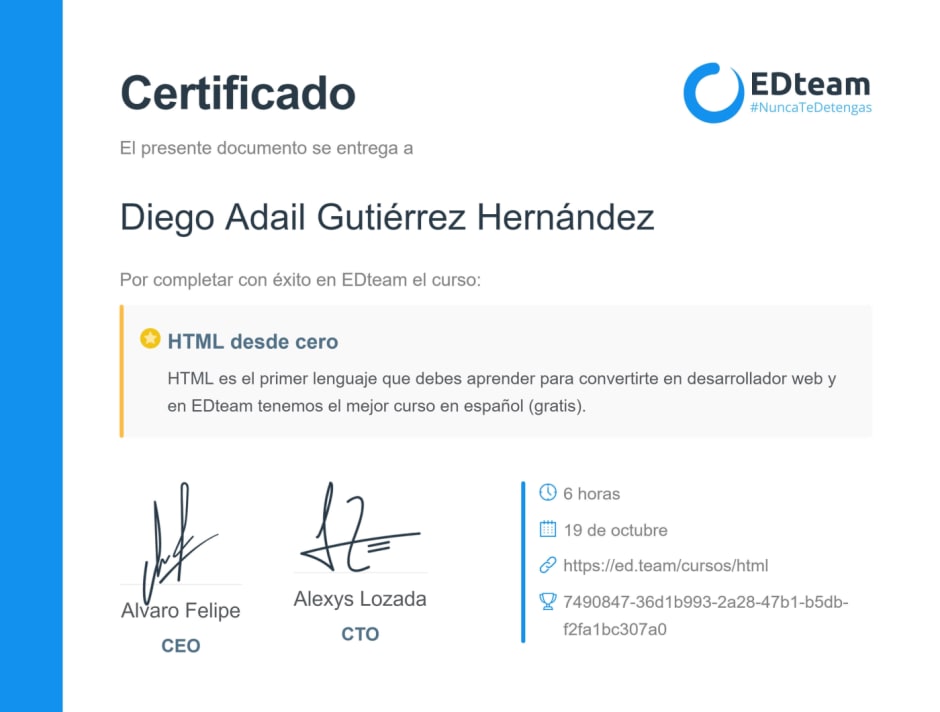 Certificado
EDteam
#NuncaTeDetengas
El presente documento se entrega a
Diego Adail Gutiérrez Hernández
Por completar con éxito en EDteam el curso:
HTML desde cero
HTML es el primer lenguaje que debes aprender para convertirte en desarrollador web y
en EDteam tenemos el mejor curso en español (gratis).
Alvaro Felipe
CEO
Alexys Lozada
CTO
6 horas
19 de octubre
https://ed.team/cursos/html
7490847-36d1b993-2a28-47b1-b5db-
f2fa1bc307a0